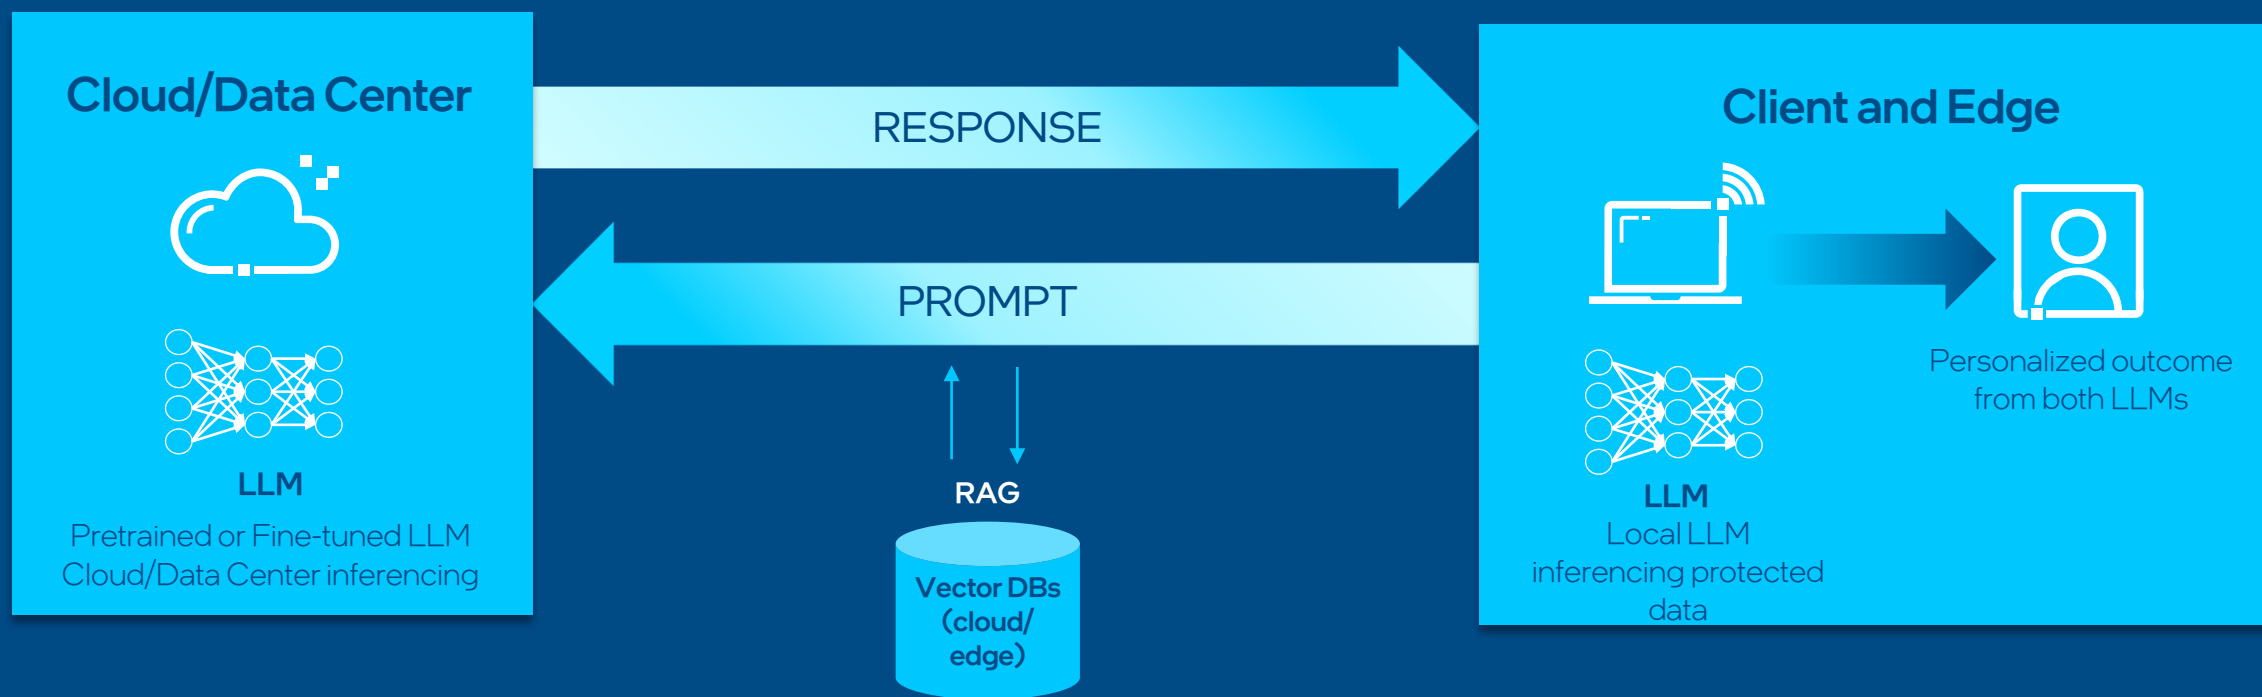 Cloud/Data Center
LLM
Pretrained or Fine-tuned LLM
Cloud/Data Center inferencing
RESPONSE
PROMPT
RAG
Vector DBs
(cloud/
edge)
Client and Edge
LLM
Local LLM
inferencing protected
data
Personalized outcome
from both LLMs